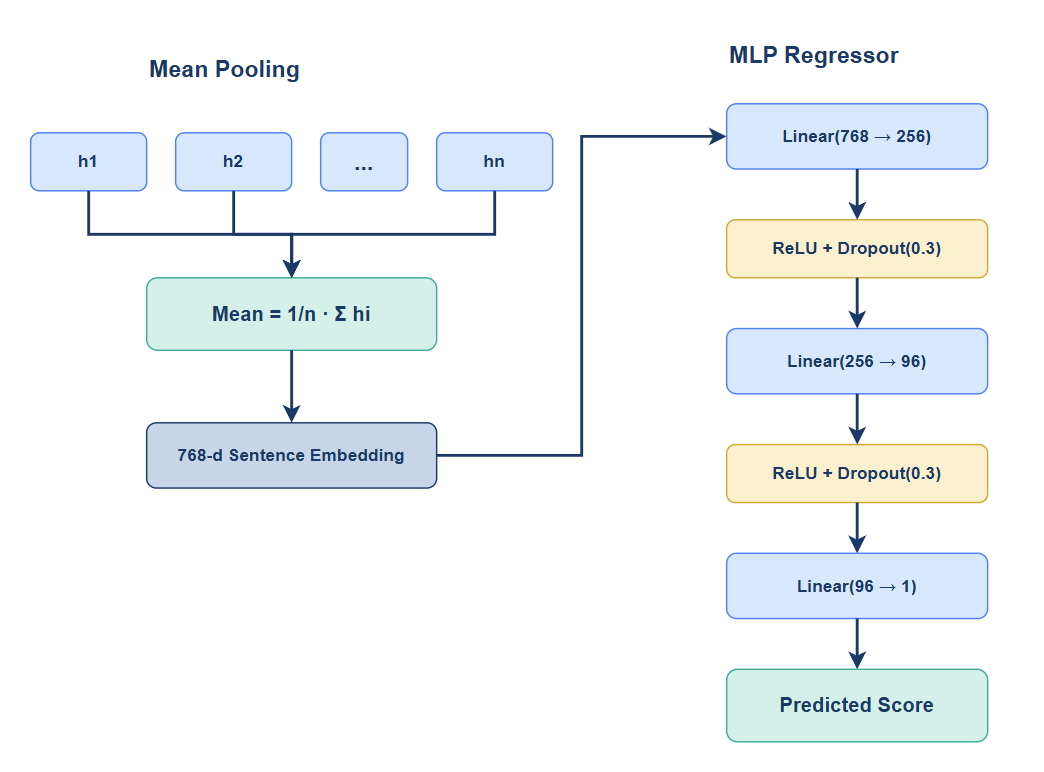 Mean Pooling
h1
h2
...
hn
Mean = 1/n · Σ hi
768-d Sentence Embedding
MLP Regressor
Linear(768 → 256)
ReLU + Dropout(0.3)
Linear(256 → 96)
ReLU + Dropout(0.3)
Linear(96 → 1)
Predicted Score